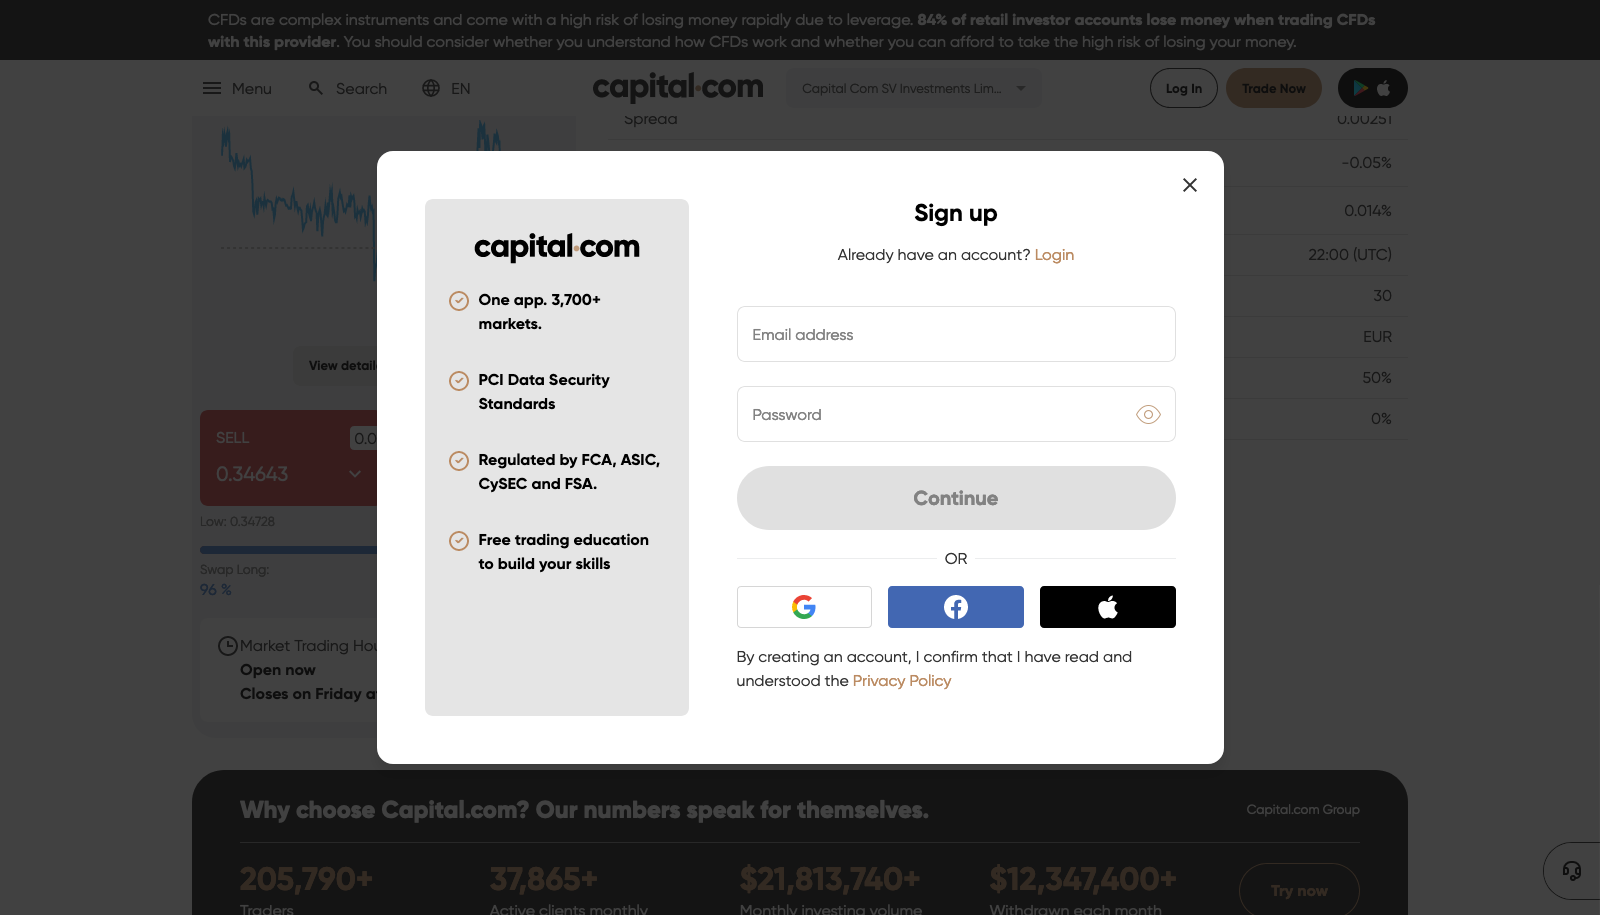 CFDs are complex instruments and come with a high risk of losing money rapidly due to leverage. 84% of retail investor accounts lose money when trading CFDs
with this provider. You should consider whether you understand how CFDs work and whether you can afford to take the high risk of losing your money.
Menu Search EN capital.com Capital Com SV Investments Lim... Log In Trade Now
Spread 0.00251
-0.05%
0.014%
22:00 (UTC)
30
EUR
50%
0%
View detail
SELL 0.0
0.34643
Low: 0.34728
Swap Long:
96 %
Market Trading Hou
Open now
Closes on Friday a
capital.com
One app. 3,700+
markets.
PCI Data Security
Standards
Regulated by FCA, ASIC,
CySEC and FSA.
Free trading education
to build your skills
Sign up
Already have an account? Login
Email address
Password
Continue
OR
By creating an account, I confirm that I have read and
understood the Privacy Policy
Why choose Capital.com? Our numbers speak for themselves. Capital.com Group
205,790+ 37,865+ $21,813,740+ $12,347,400+
Traders Active clients monthly Monthly investing volume Withdrawn each month
Try now